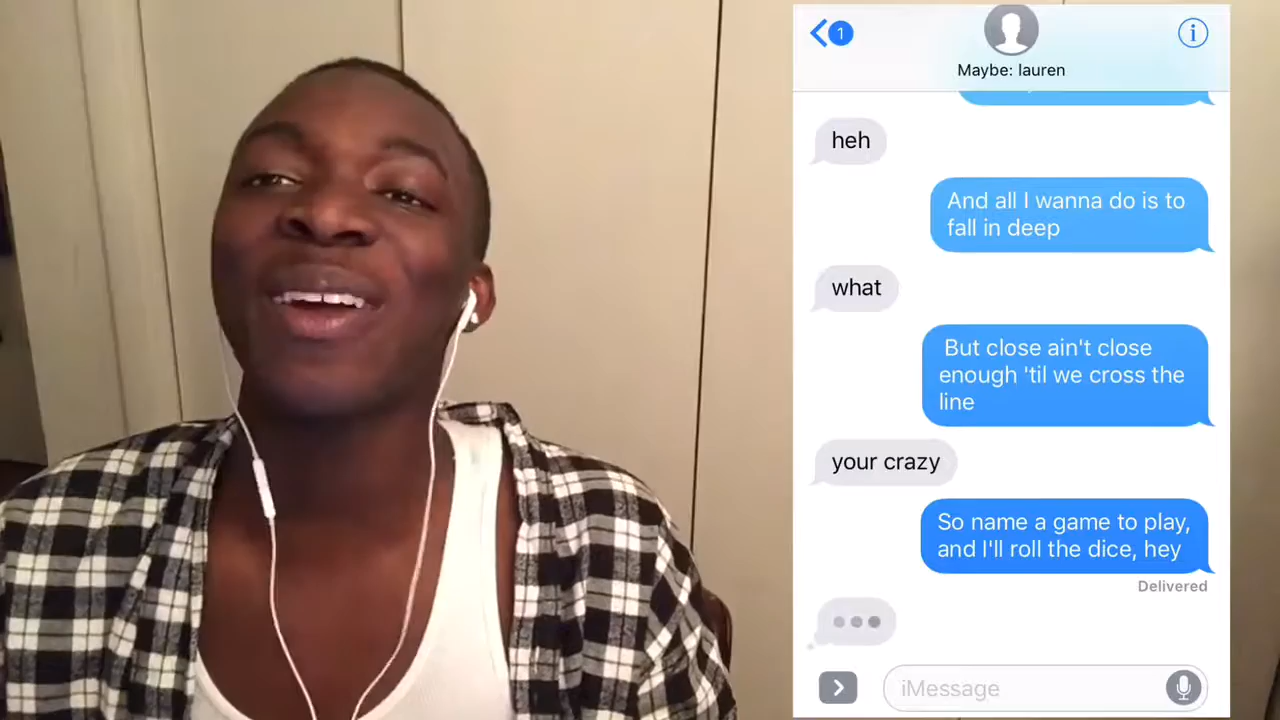 1
Maybe: lauren
heh
And all I wanna do is to
fall in deep
what
But close ain't close
enough 'til we cross the
line
your crazy
So name a game to play,
and I'll roll the dice, hey
Delivered
iMessage